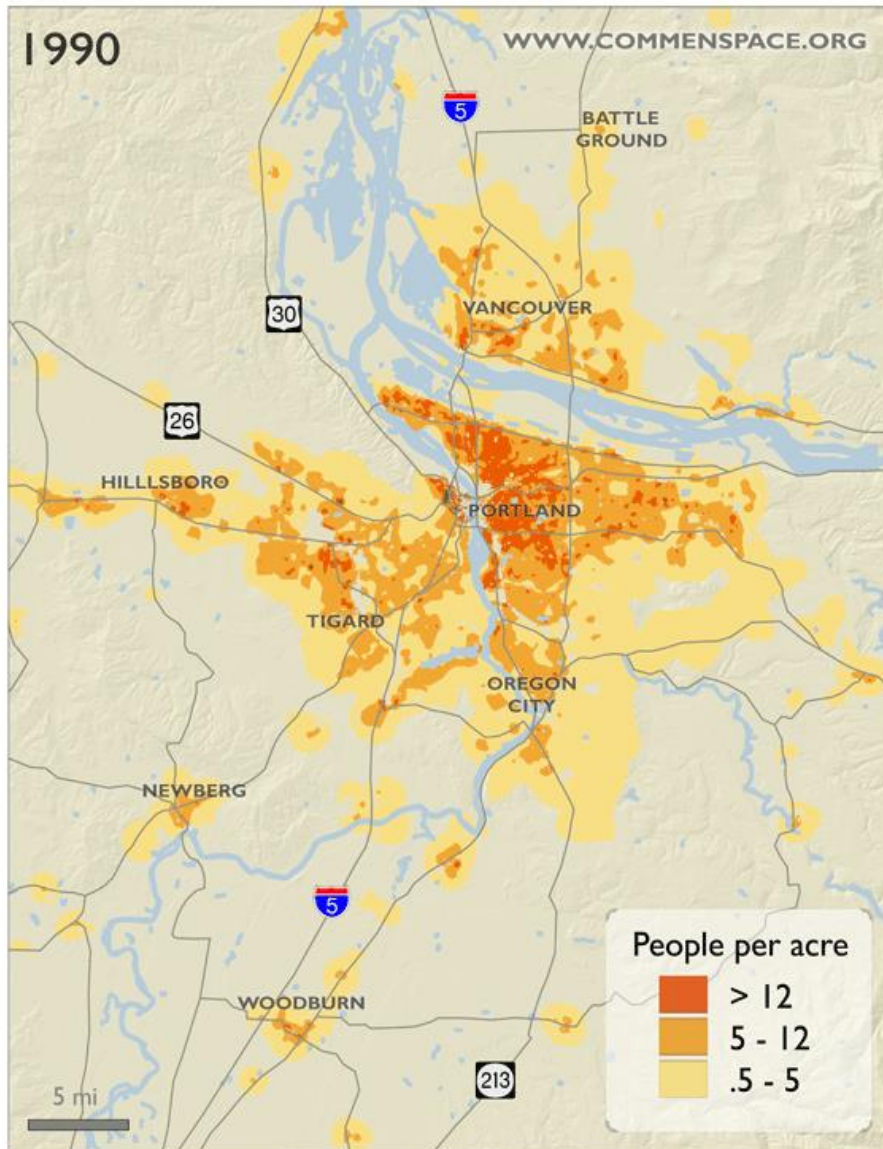 1990
WWW.COMMENSPACE.ORG
5
BATTLE
GROUND
30
VANCOUVER
26
HILLLSBORO
PORTLAND
TIGARD
OREGON
CITY
NEWBERG
5
People per acre
> 12
5 - 12
.5 - 5
WOODBURN
213
5 mi